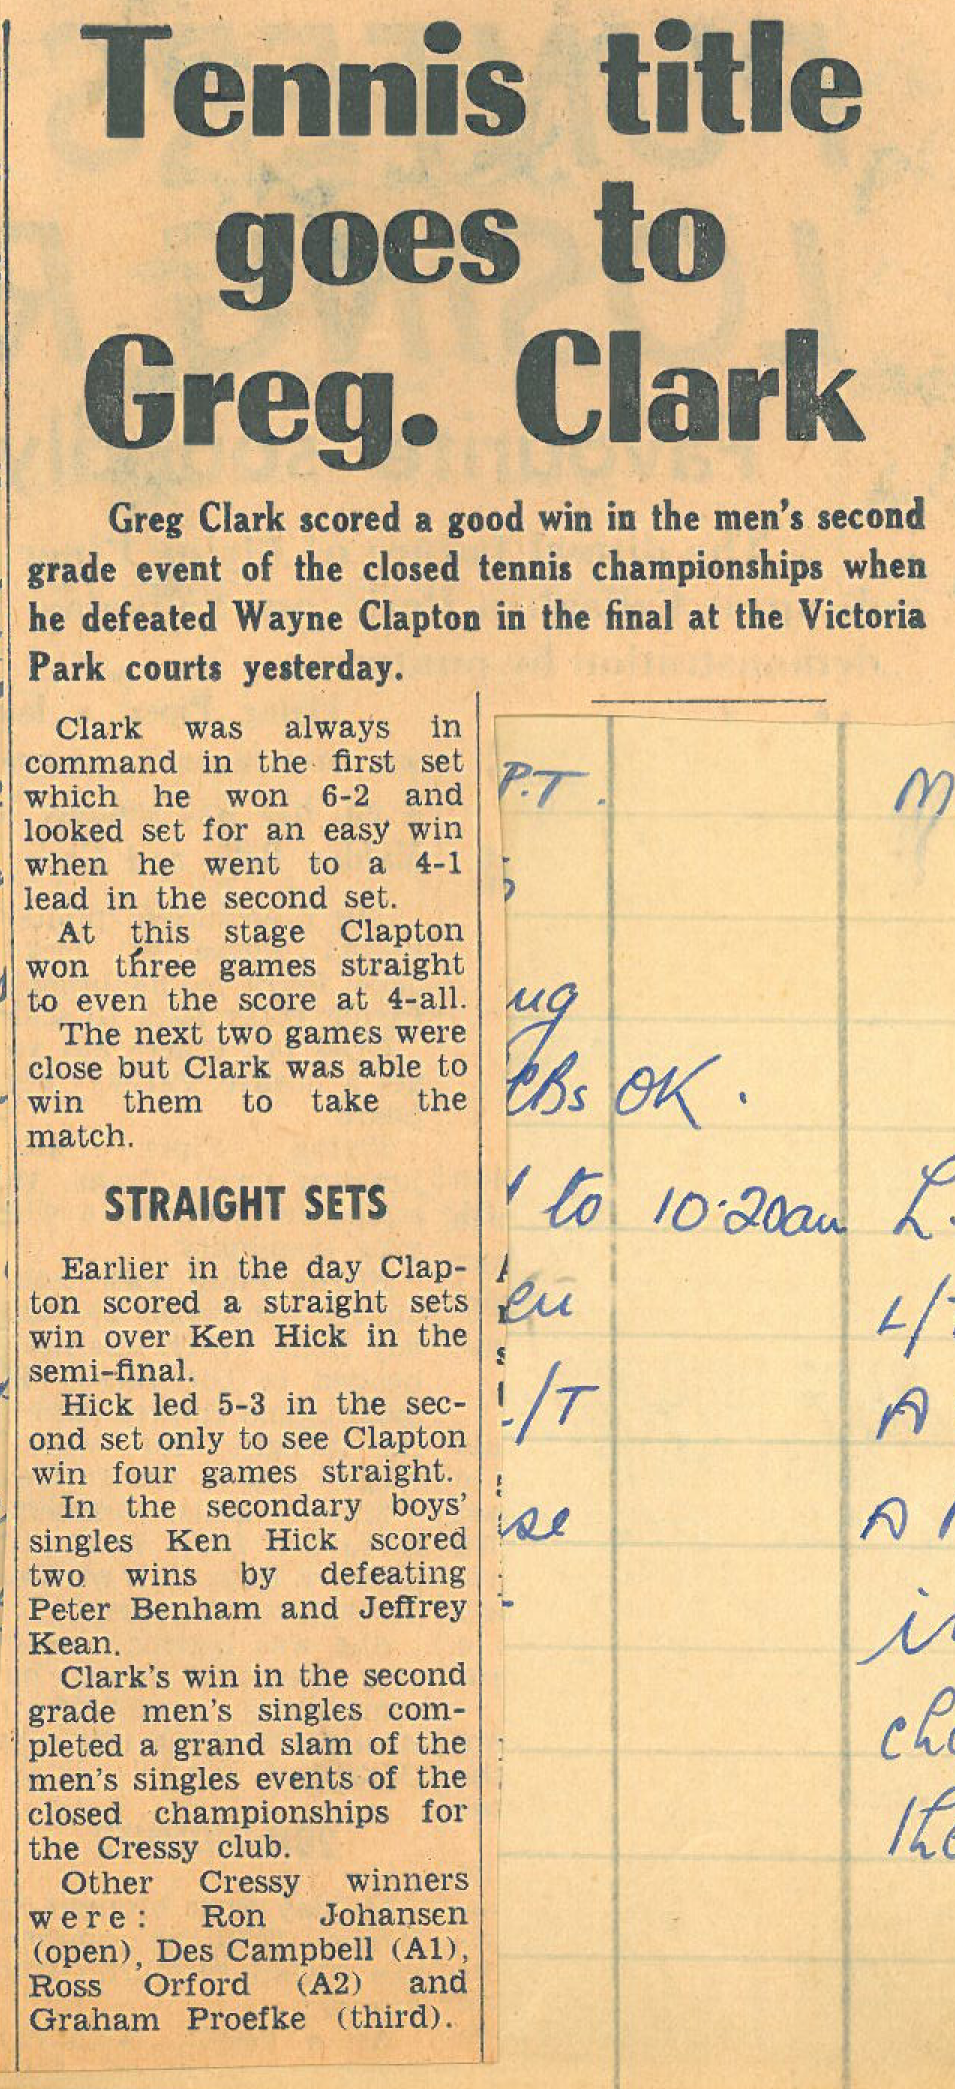 Tennis title
goes to
Greg. Clark
Greg Clark scored a good win in the men's second
grade event of the closed tennis championships when
he defeated Wayne Clapton in the final at the Victoria
Park courts yesterday.
Clark was always in
command in the first set
which he won 6-2 and
looked set for an easy win
when he went to a 4-1
lead in the second set.
At this stage Clapton
won three games straight
to even the score at 4-all.
The next two games were
close but Clark was able to
win them to take the
match.
STRAIGHT SETS
Earlier in the day Clap-
ton scored a straight sets
win over Ken Hick in the
semi-final.
Hick led 5-3 in the sec-
ond set only to see Clapton
win four games straight.
In the secondary boys'
singles Ken Hick scored
two wins by defeating
Peter Benham and Jeffrey
Kean.
Clark's win in the second
grade men's singles com-
pleted a grand slam of the
men's singles events of the
closed championships for
the Cressy club.
Other Cressy winners
were: Ron Johansen
(open), Des Campbell (A1),
Ross Orford (A2) and
Graham Proefke (third).
P.T. M
ug
OK.
to 10.20am L
en L/
/T A
se A